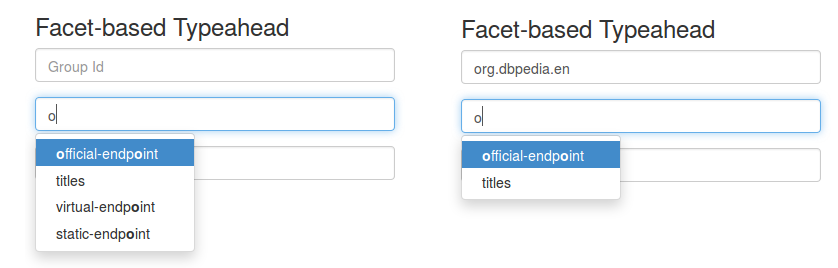 Facet-based Typeahead
Group Id
o
official-endpoint
titles
virtual-endpoint
static-endpoint
Facet-based Typeahead
org.dbpedia.en
o
official-endpoint
titles